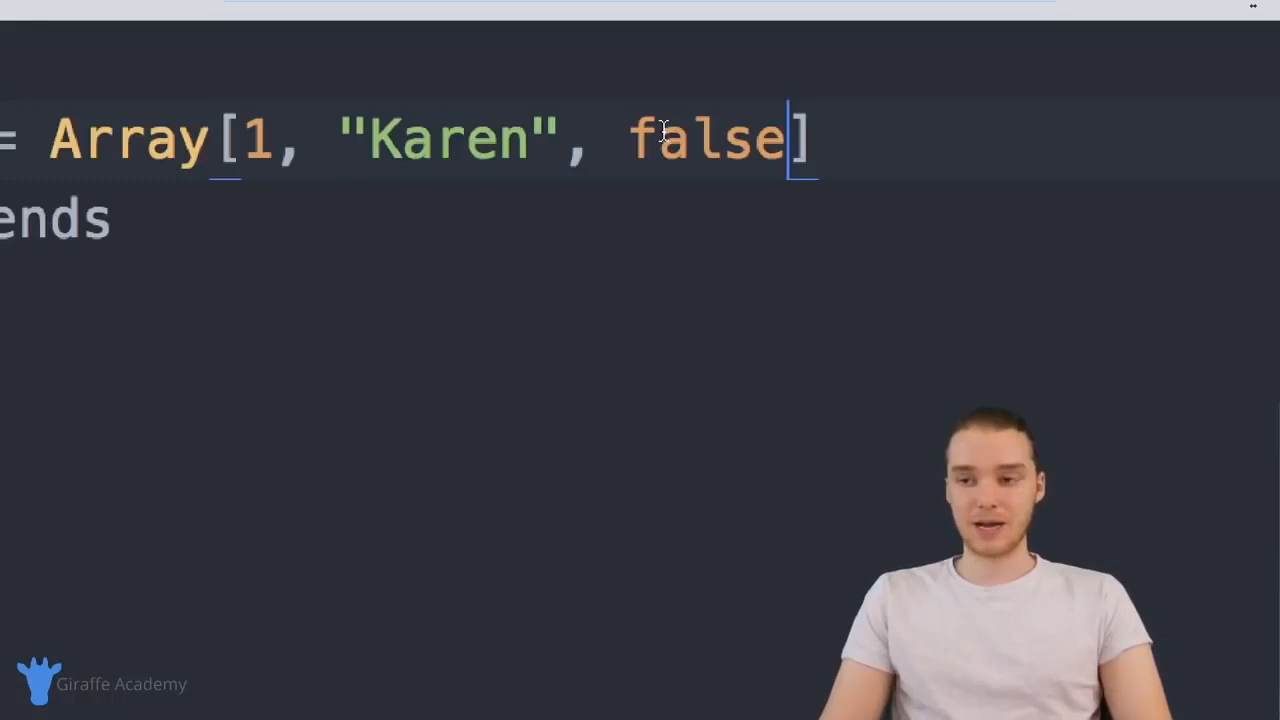 = Array[1, "Karen", false]
ends
Giraffe Academy